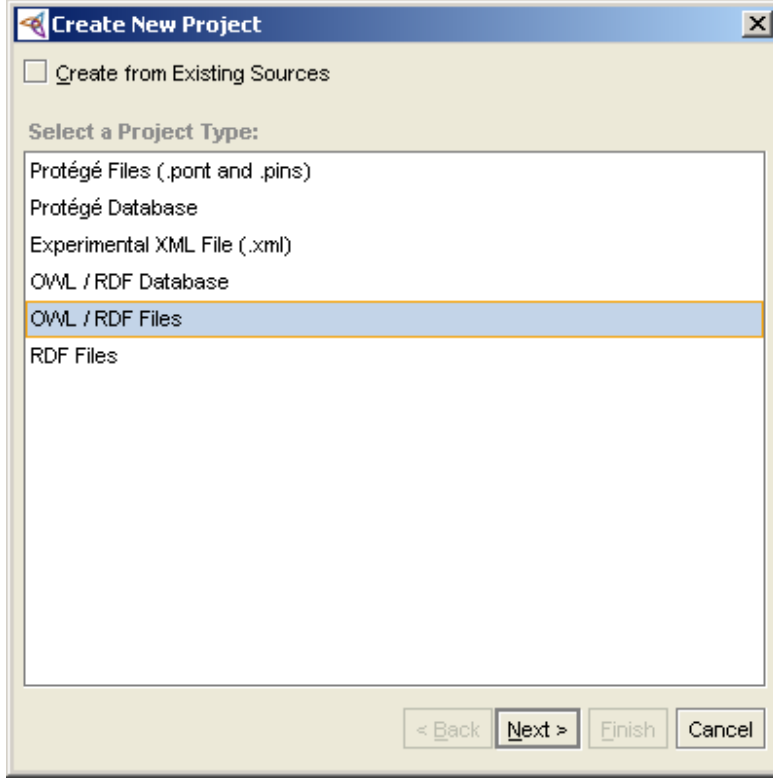 Create New Project
Create from Existing Sources
Select a Project Type:
Protégé Files (.pont and .pins)
Protégé Database
Experimental XML File (.xml)
OWL / RDF Database
OWL / RDF Files
RDF Files
< Back Next > Finish Cancel